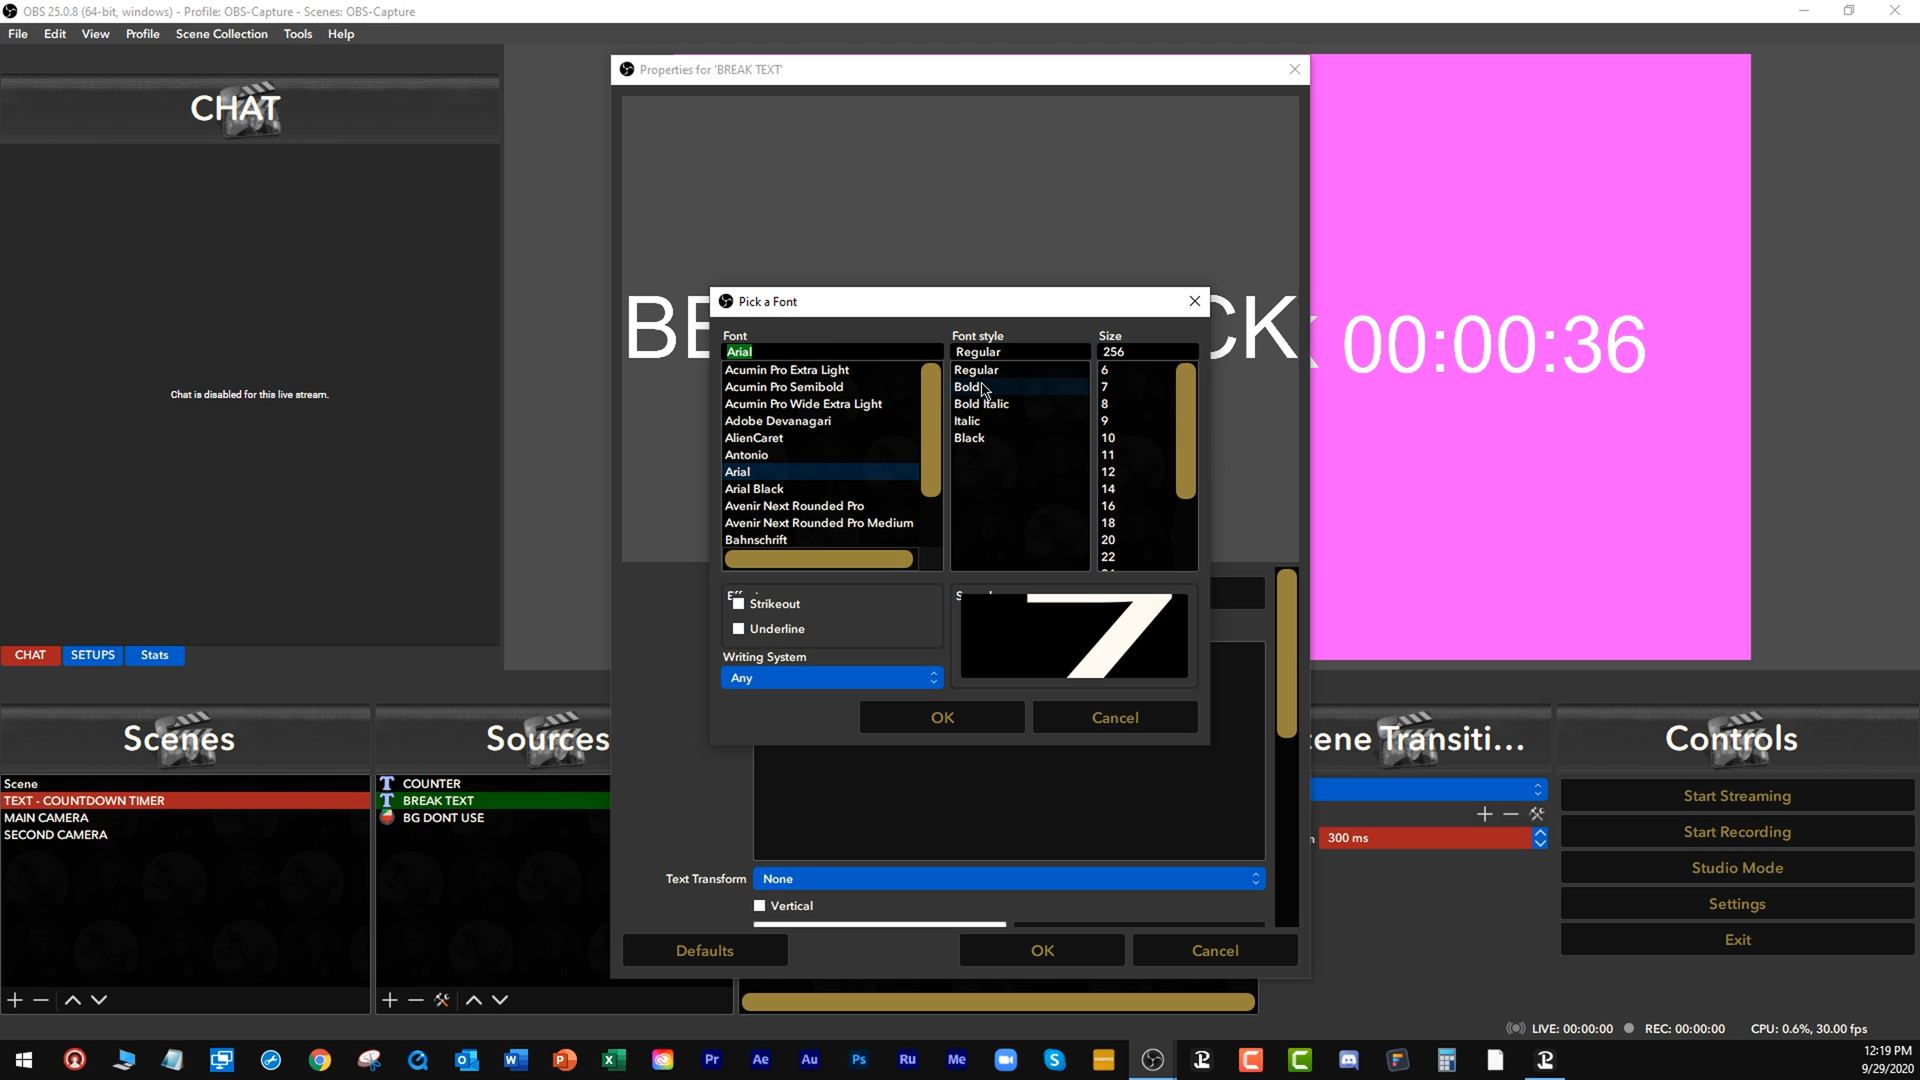 OBS 25.0.8 (64-bit, windows) - Profile: OBS-Capture - Scenes: OBS-Capture
File Edit View Profile Scene Collection Tools Help
CHAT
Chat is disabled for this live stream.
CHAT SETUPS Stats
Properties for 'BREAK TEXT'
00:00:36
Pick a Font
Font Font style Size
Arial Regular 256
Acumin Pro Extra Light Regular 6
Acumin Pro Semibold Bold 7
Acumin Pro Wide Extra Light Bold Italic 8
Adobe Devanagari Italic 9
AlienCaret Black 10
Antonio 11
Arial 12
Arial Black 14
Avenir Next Rounded Pro 16
Avenir Next Rounded Pro Medium 18
Bahnschrift 20
22
Strikeout
Underline
Writing System
Any
OK Cancel
Text Transform None
Vertical
Defaults OK Cancel
Scenes
Scene
TEXT - COUNTDOWN TIMER
MAIN CAMERA
SECOND CAMERA
Sources
COUNTER
BREAK TEXT
BG DONT USE
ene Transiti...
300 ms
Controls
Start Streaming
Start Recording
Studio Mode
Settings
Exit
LIVE: 00:00:00 REC: 00:00:00 CPU: 0.6%, 30.00 fps
Pr Ae Au Ps Ru Me
12:19 PM
9/29/2020